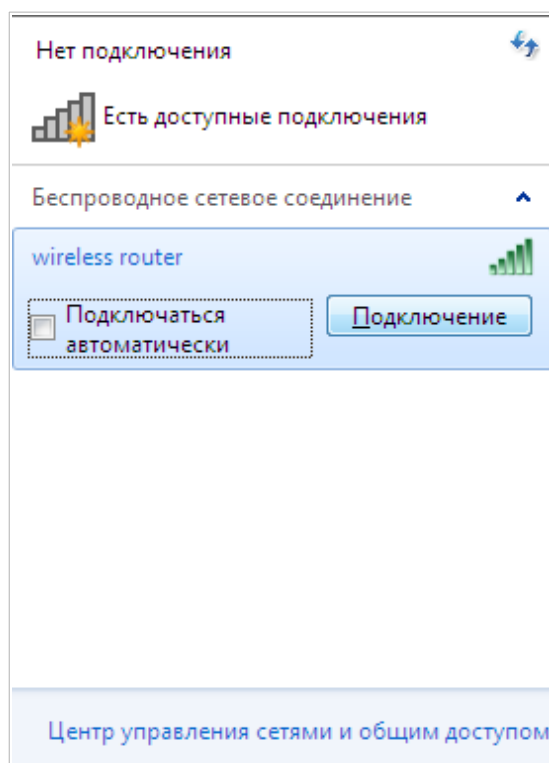 Нет подключения
Есть доступные подключения
Беспроводное сетевое соединение
wireless router
Подключаться
автоматически
Подключение
Центр управления сетями и общим доступом